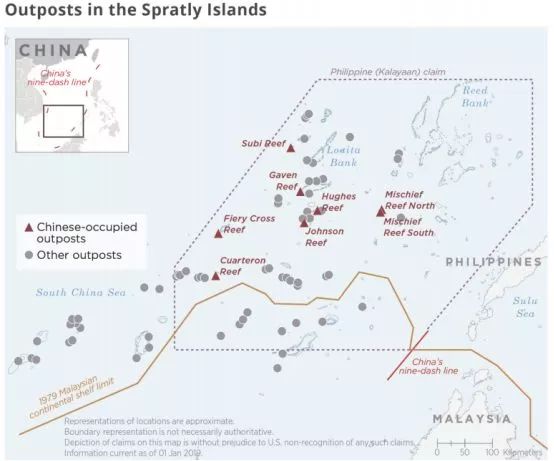 Outposts in the Spratly Islands
CHINA
China's
nine-dash line
Philippine (Kalayaan) claim
Reed
Bank
Subi Reef
Loaita
Bank
Gaven
Reef
Hughes
Reef
Mischief
Reef North
Mischief
Reef South
Fiery Cross
Reef
Johnson
Reef
Chinese-occupied
outposts
Other outposts
Cuarteron
Reef
PHILIPPINES
South China Sea
Sulu
Sea
China's
nine-dash line
1979 Malaysian
continental shelf limit
MALAYSIA
Representations of locations are approximate.
Boundary representation is not necessarily authoritative.
Depiction of claims on this map is without prejudice to U.S. non-recognition of any such claims.
Information current as of 01 Jan 2019.
0 50 100 Kilometers